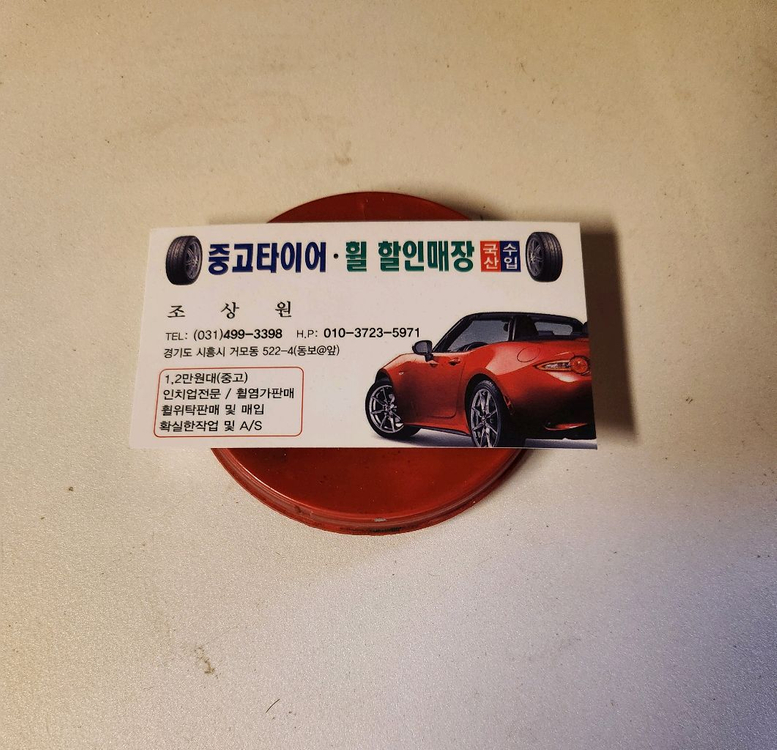 중고타이어·휠 할인매장 국산 수입
조 상 원
TEL: (031)499-3398 H.P: 010-3723-5971
경기도 시흥시 거모동 522-4(동보@앞)
1,2만원대(중고)
인치업전문 / 휠염가판매
휠위탁판매 및 매입
확실한작업 및 A/S